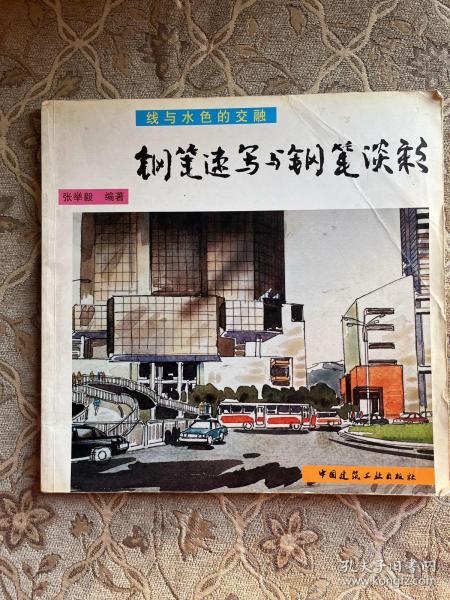 线与水色的交融
钢笔速写与钢笔淡彩
张举毅 编著
中国建筑工业出版社
孔夫子旧书网
www.kongfz.com